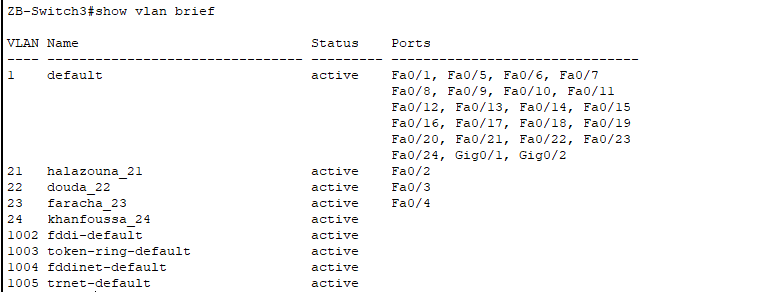 ZB-Switch3#show vlan brief
VLAN Name                             Status    Ports
---- -------------------------------- --------- -------------------------------
1    default                          active    Fa0/1, Fa0/5, Fa0/6, Fa0/7
                                                Fa0/8, Fa0/9, Fa0/10, Fa0/11
                                                Fa0/12, Fa0/13, Fa0/14, Fa0/15
                                                Fa0/16, Fa0/17, Fa0/18, Fa0/19
                                                Fa0/20, Fa0/21, Fa0/22, Fa0/23
                                                Fa0/24, Gig0/1, Gig0/2
21   halazouna_21                     active    Fa0/2
22   douda_22                         active    Fa0/3
23   faracha_23                       active    Fa0/4
24   khanfoussa_24                    active
1002 fddi-default                     active
1003 token-ring-default               active
1004 fddinet-default                  active
1005 trnet-default                    active